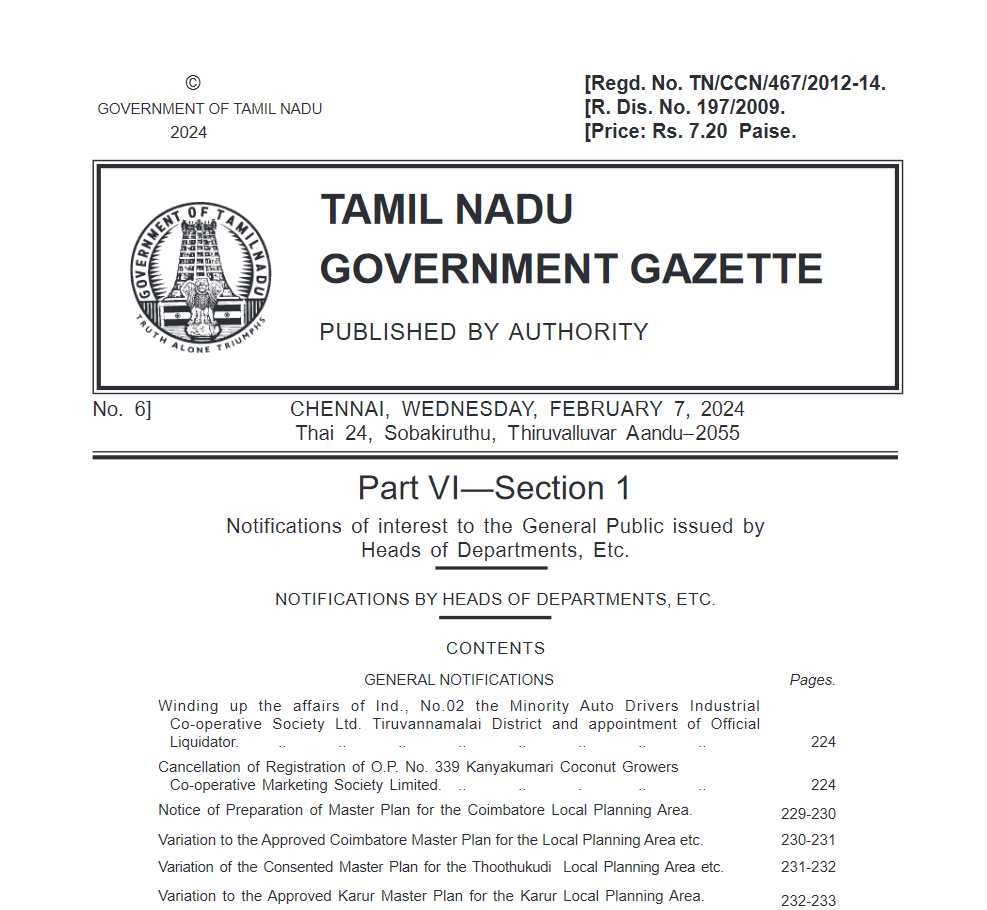 ©
GOVERNMENT OF TAMIL NADU
2024
[Regd. No. TN/CCN/467/2012-14.
[R. Dis. No. 197/2009.
[Price: Rs. 7.20 Paise.
GOVERNMENT OF TAMILNADU
TRUTH ALONE TRIUMPHS
TAMIL NADU
GOVERNMENT GAZETTE
PUBLISHED BY AUTHORITY
No. 6]
CHENNAI, WEDNESDAY, FEBRUARY 7, 2024
Thai 24, Sobakiruthu, Thiruvalluvar Aandu–2055
Part VI—Section 1
Notifications of interest to the General Public issued by
Heads of Departments, Etc.
NOTIFICATIONS BY HEADS OF DEPARTMENTS, ETC.
CONTENTS
GENERAL NOTIFICATIONS Pages.
Winding up the affairs of Ind., No.02 the Minority Auto Drivers Industrial
Co-operative Society Ltd. Tiruvannamalai District and appointment of Official
Liquidator. .. .. .. .. .. .. .. .. 224
Cancellation of Registration of O.P. No. 339 Kanyakumari Coconut Growers
Co-operative Marketing Society Limited. .. .. . .. .. 224
Notice of Preparation of Master Plan for the Coimbatore Local Planning Area. 229-230
Variation to the Approved Coimbatore Master Plan for the Local Planning Area etc. 230-231
Variation of the Consented Master Plan for the Thoothukudi Local Planning Area etc. 231-232
Variation to the Approved Karur Master Plan for the Karur Local Planning Area. 232-233